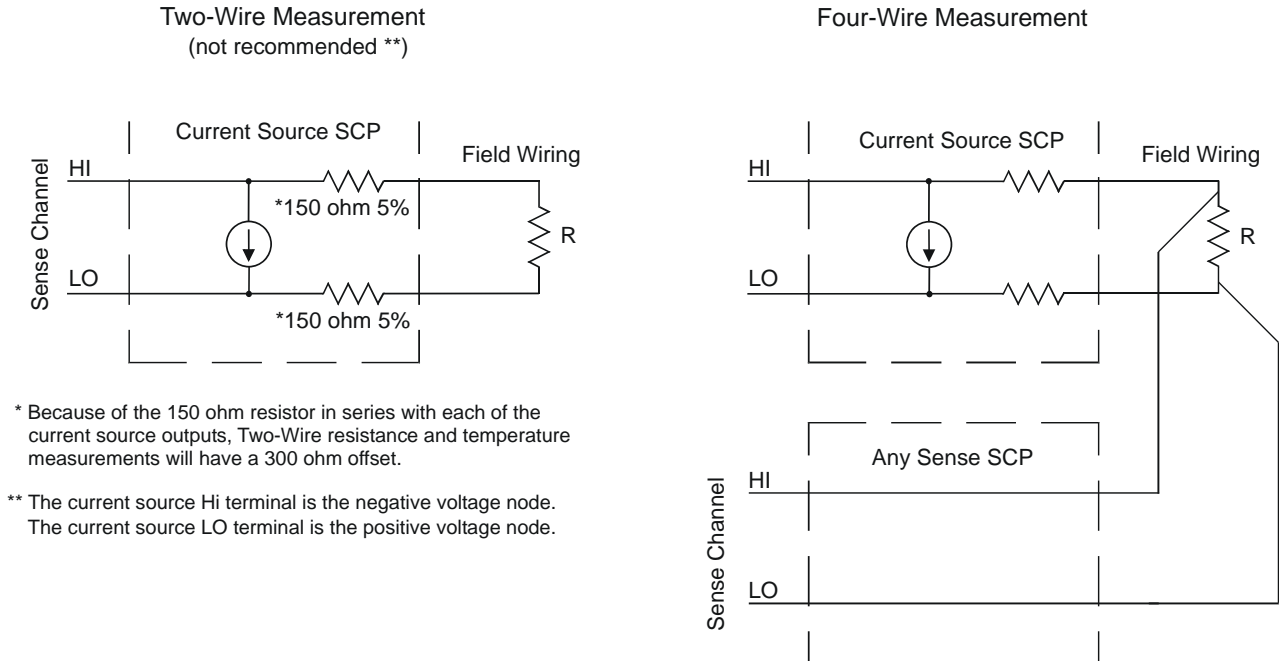 Two-Wire Measurement
(not recommended **)
Current Source SCP
Field Wiring
Sense Channel
HI
*150 ohm 5%
R
LO
*150 ohm 5%
* Because of the 150 ohm resistor in series with each of the
current source outputs, Two-Wire resistance and temperature
measurements will have a 300 ohm offset.
** The current source Hi terminal is the negative voltage node.
The current source LO terminal is the positive voltage node.
Four-Wire Measurement
Current Source SCP
Field Wiring
HI
R
LO
Any Sense SCP
HI
Sense Channel
LO